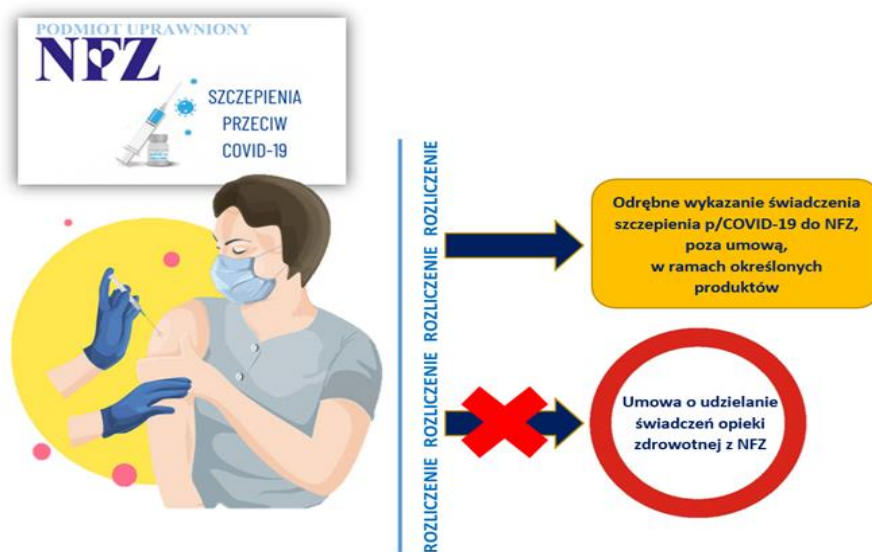 PODMIOT UPRAWNIONY
NFZ
SZCZEPIENIA
PRZECIW
COVID-19
ROZLICZENIE ROZLICZENIE ROZLICZENIE ROZLICZENIE
Odrębne wykazanie świadczenia
szczepienia p/COVID-19 do NFZ,
poza umową,
w ramach określonych
produktów
Umowa o udzielanie
świadczeń opieki
zdrowotnej z NFZ